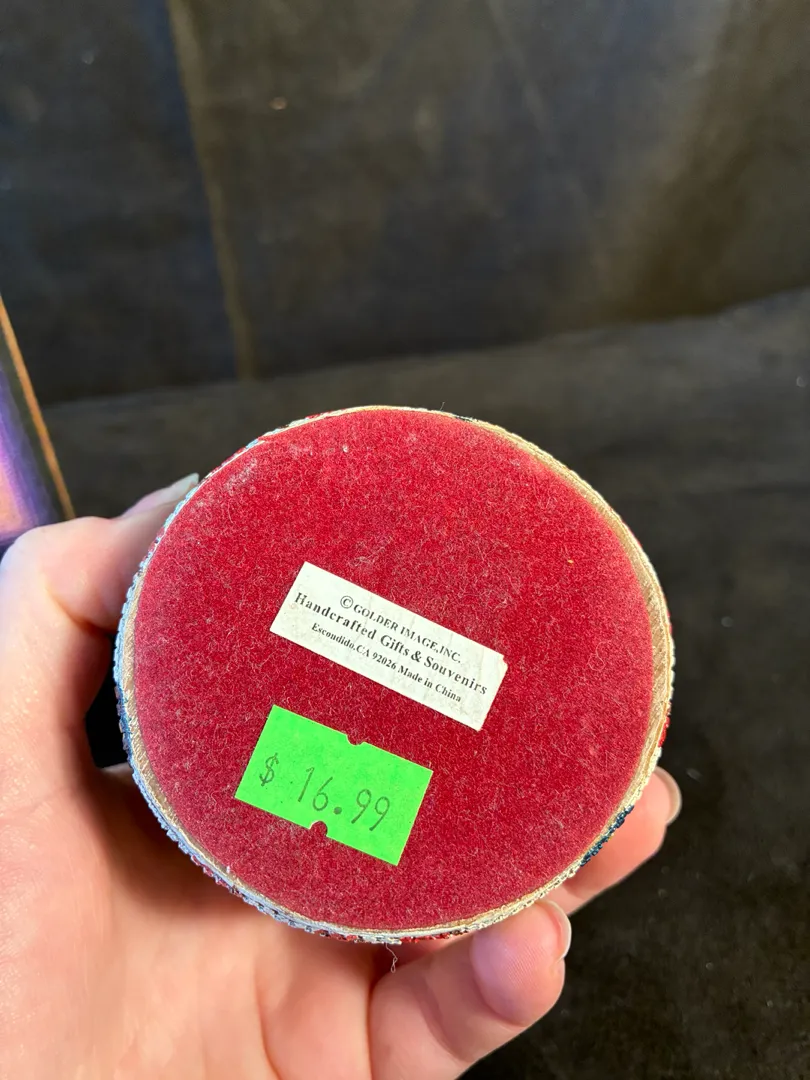 © GOLDER IMAGE,INC.
Handcrafted Gifts & Souvenirs
Escondido,CA 92026 Made in China
$ 16.99